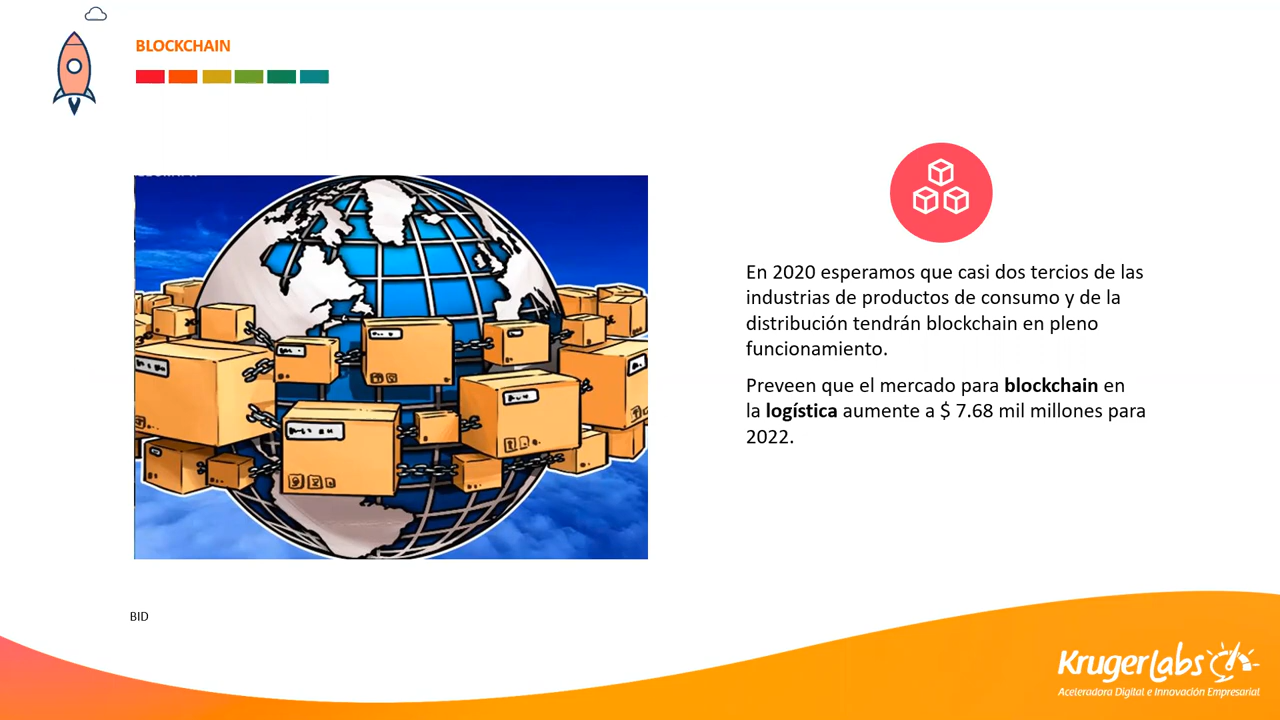 BLOCKCHAIN
En 2020 esperamos que casi dos tercios de las
industrias de productos de consumo y de la
distribución tendrán blockchain en pleno
funcionamiento.
Preveen que el mercado para blockchain en
la logística aumente a $ 7.68 mil millones para
2022.
BID
KrugerLabs
Aceleradora Digital e Innovación Empresarial